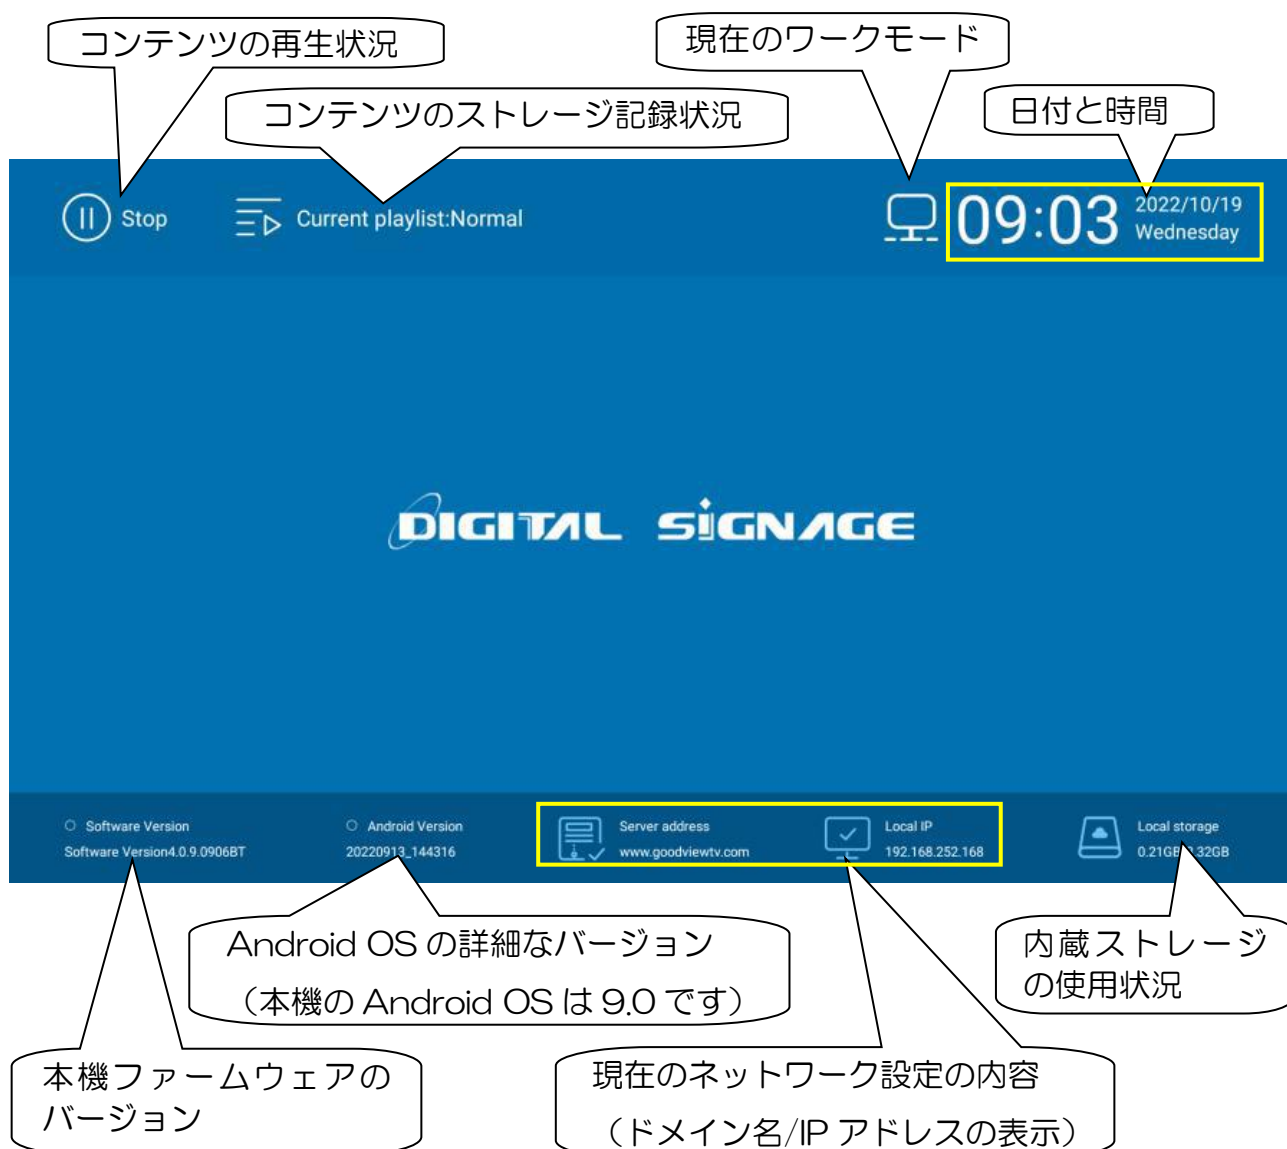 コンテンツの再生状況
現在のワークモード
コンテンツのストレージ記録状況
日付と時間
Stop
Current playlist:Normal
09:03
2022/10/19
Wednesday
DIGITAL SIGNAGE
Software Version
Software Version4.0.9.0906BT
Android Version
20220913_144316
Server address
www.goodviewtv.com
Local IP
192.168.252.168
Local storage
Android OS の詳細なバージョン
（本機の Android OS は 9.0 です）
内蔵ストレージ
の使用状況
本機ファームウェアの
バージョン
現在のネットワーク設定の内容
（ドメイン名/IP アドレスの表示）